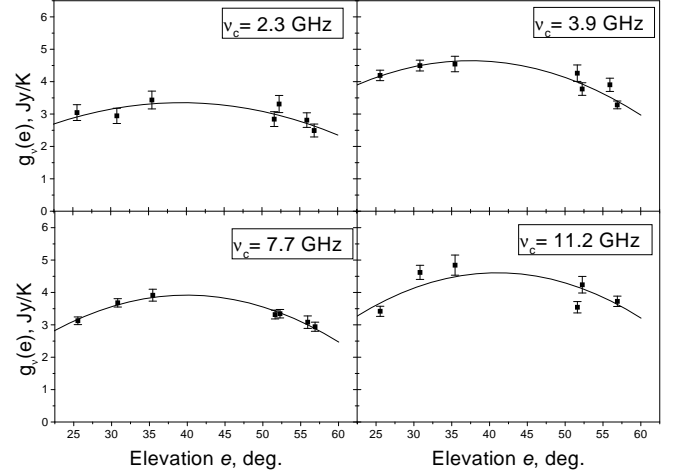 ν_c= 2.3 GHz
ν_c= 3.9 GHz
g_ν(e), Jy/K
6
5
4
3
2
1
0
ν_c= 7.7 GHz
ν_c= 11.2 GHz
g_ν(e), Jy/K
6
5
4
3
2
1
0
25 30 35 40 45 50 55 60
25 30 35 40 45 50 55 60
Elevation e, deg.
Elevation e, deg.